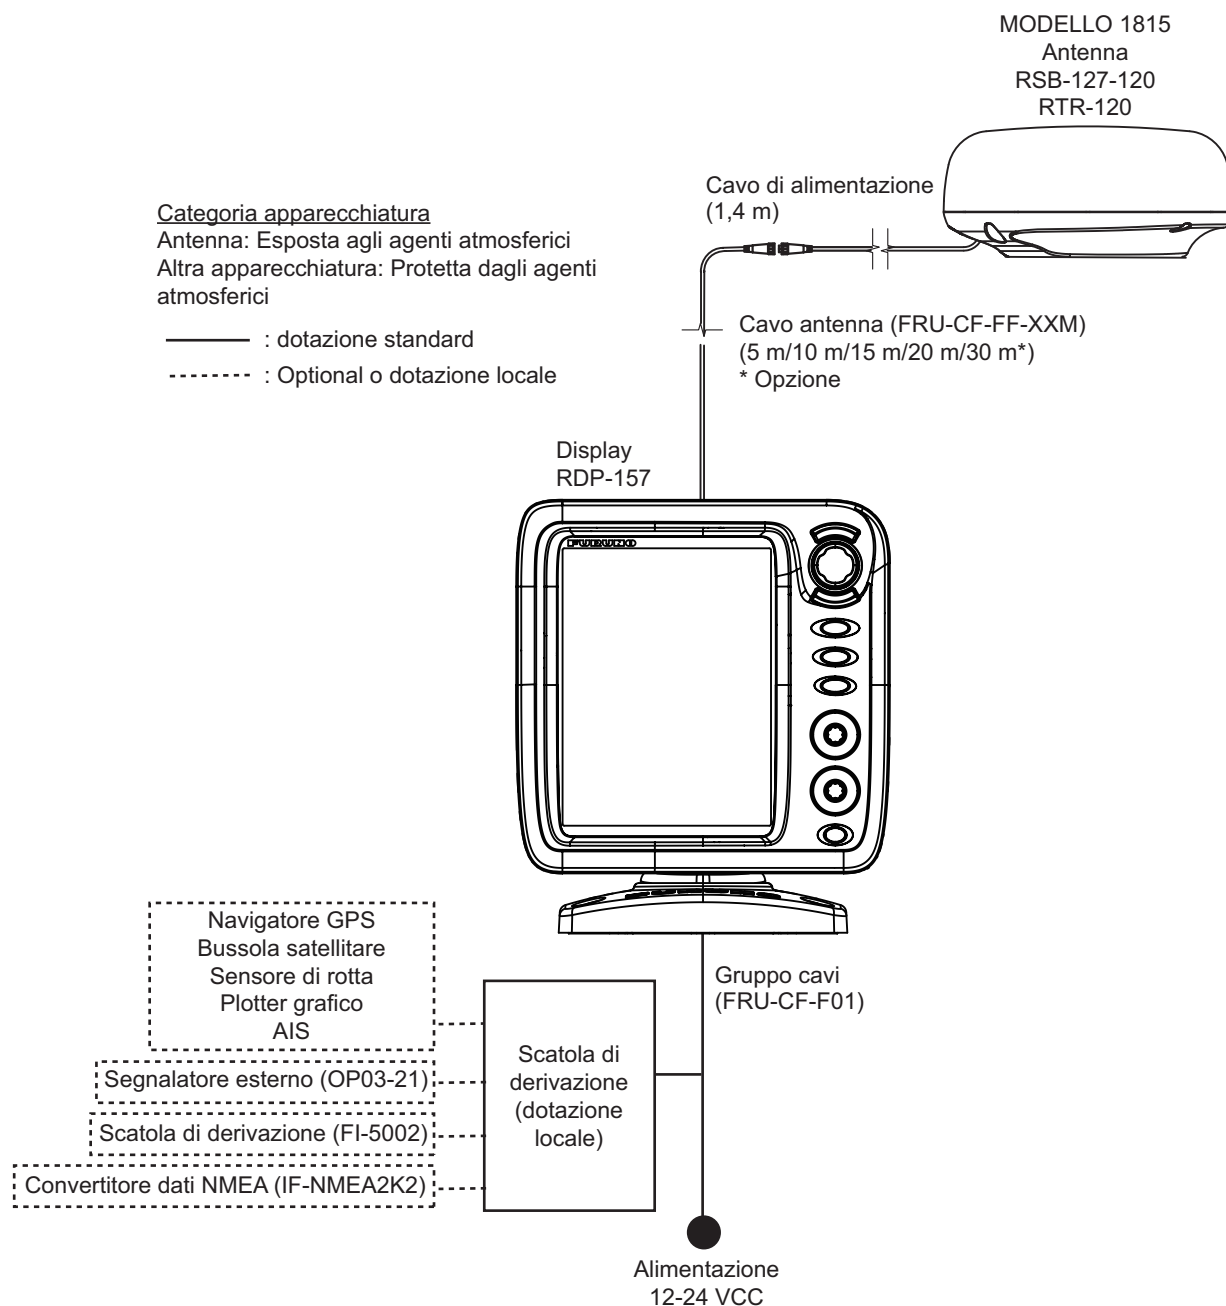 MODELLO 1815
Antenna
RSB-127-120
RTR-120
Cavo di alimentazione
(1,4 m)
Categoria apparecchiatura
Antenna: Esposta agli agenti atmosferici
Altra apparecchiatura: Protetta dagli agenti
atmosferici
: dotazione standard
: Optional o dotazione locale
Cavo antenna (FRU-CF-FF-XXM)
(5 m/10 m/15 m/20 m/30 m*)
* Opzione
Display
RDP-157
FURUNO
Navigatore GPS
Bussola satellitare
Sensore di rotta
Plotter grafico
AIS
Segnalatore esterno (OP03-21)
Scatola di derivazione (FI-5002)
Convertitore dati NMEA (IF-NMEA2K2)
Scatola di
derivazione
(dotazione
locale)
Gruppo cavi
(FRU-CF-F01)
Alimentazione
12-24 VCC